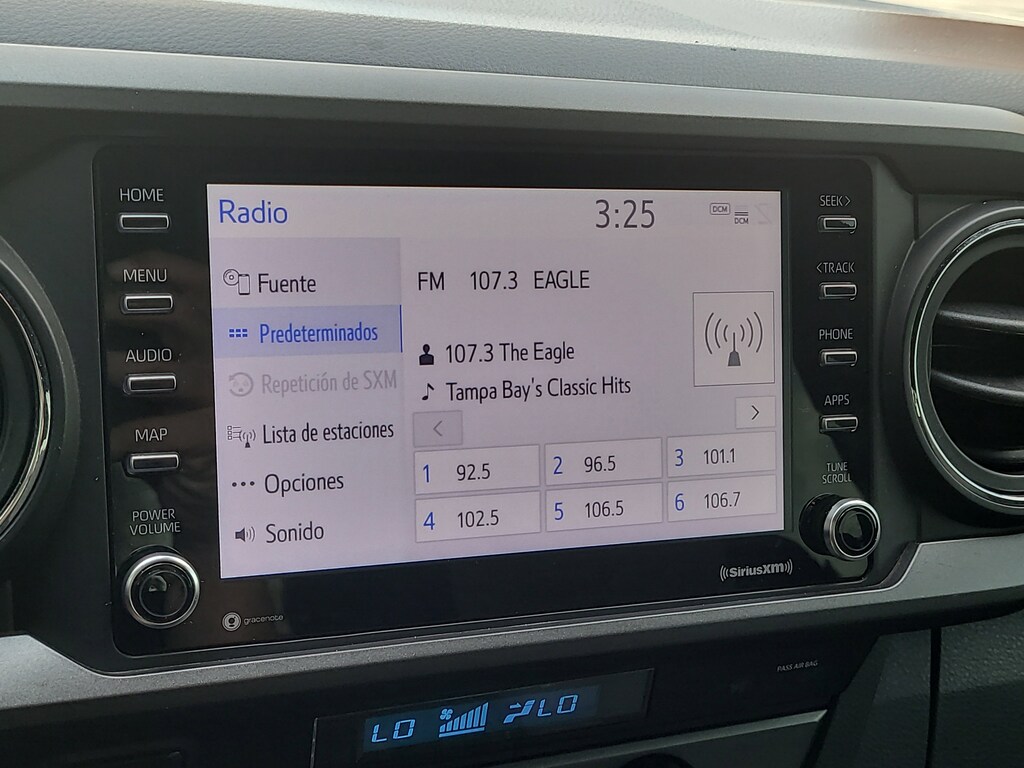 HOME
MENU
AUDIO
MAP
POWER
VOLUME
Radio
3:25
DCM
DCM
Fuente
Predeterminados
Repetición de SXM
Lista de estaciones
Opciones
Sonido
FM 107.3 EAGLE
107.3 The Eagle
Tampa Bay's Classic Hits
< >
1 92.5 2 96.5 3 101.1
4 102.5 5 106.5 6 106.7
SEEK>
<TRACK
PHONE
APPS
TUNE
SCROLL
gracenote
((SiriusXM))
PASS AIR BAG
LO LO